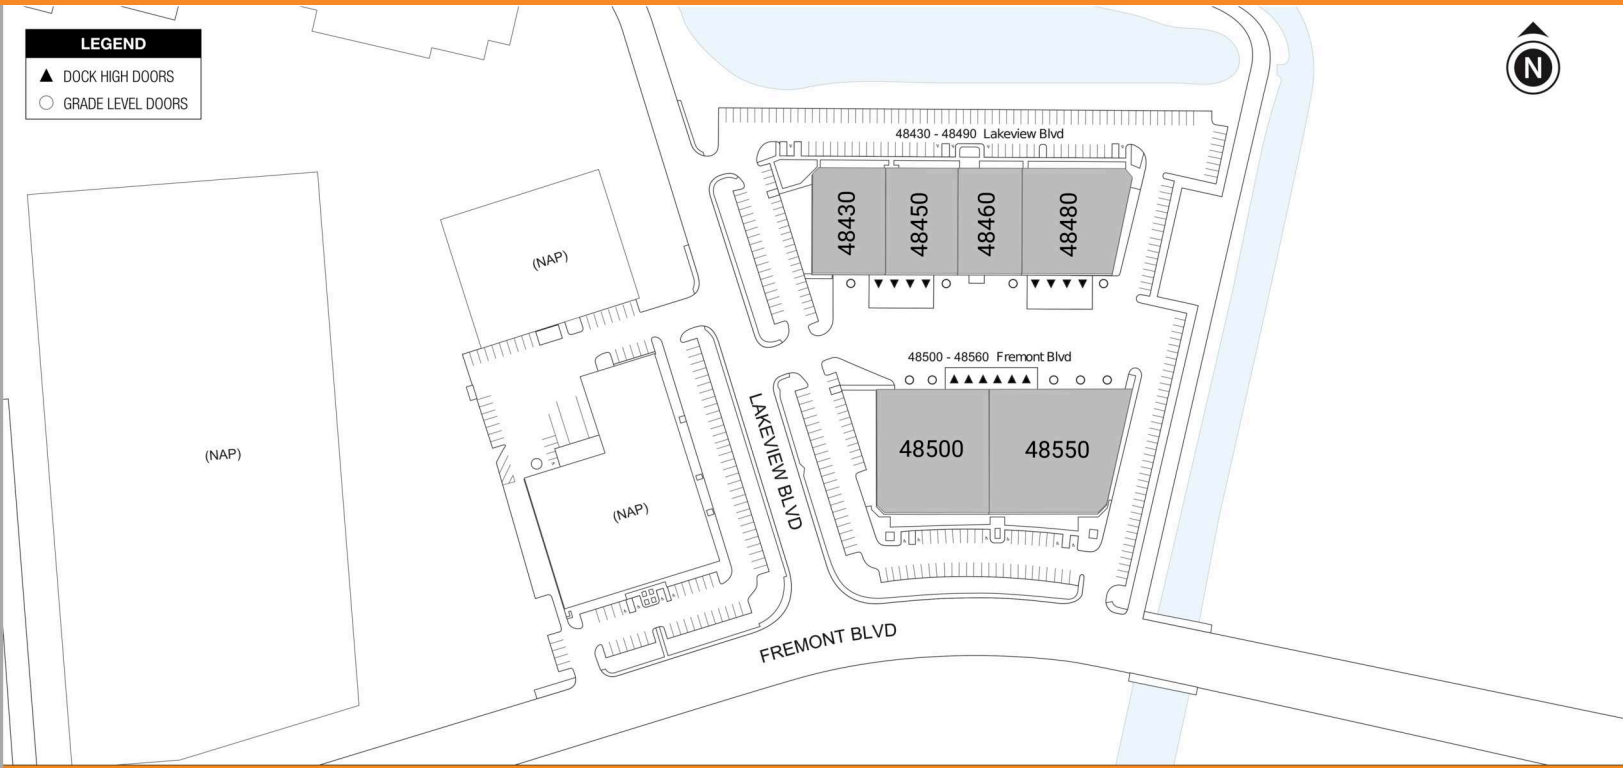 LEGEND
DOCK HIGH DOORS
GRADE LEVEL DOORS
N
48430 - 48490 Lakeview Blvd
48430
48450
48460
48480
(NAP)
48500 - 48560 Fremont Blvd
48500
48550
LAKEVIEW BLVD
(NAP)
(NAP)
FREMONT BLVD